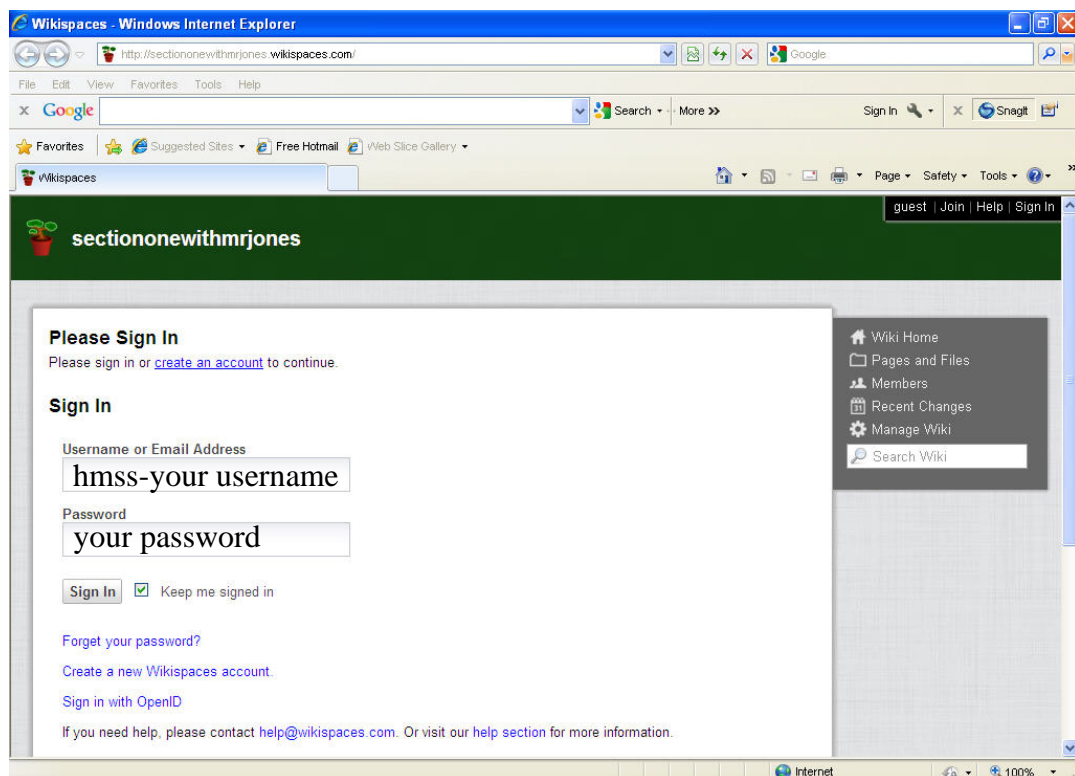 Wikispaces - Windows Internet Explorer
http://sectiononewithmrjones.wikispaces.com/
Google
File Edit View Favorites Tools Help
x Google Search More >> Sign In x SnagIt
Favorites Suggested Sites Free Hotmail Web Slice Gallery
Wikispaces Page Safety Tools
guest | Join | Help | Sign In
sectiononewithmrjones
Please Sign In
Please sign in or create an account to continue.
Sign In
Username or Email Address
hmss-your username
Password
your password
Sign In Keep me signed in
Forget your password?
Create a new Wikispaces account.
Sign in with OpenID
If you need help, please contact help@wikispaces.com. Or visit our help section for more information.
Wiki Home
Pages and Files
Members
31 Recent Changes
Manage Wiki
Search Wiki
Internet 100%